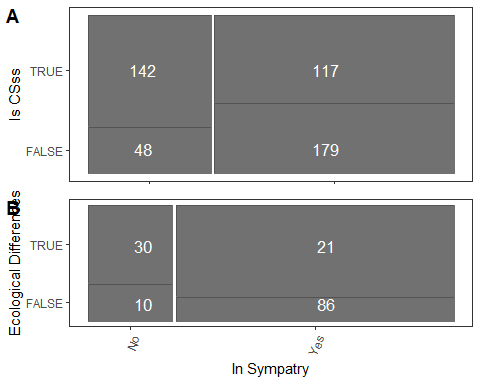 A
Is CSss
TRUE
142
117
FALSE
48
179
B
Ecological Differences
TRUE
30
21
FALSE
10
86
No
Yes
In Sympatry